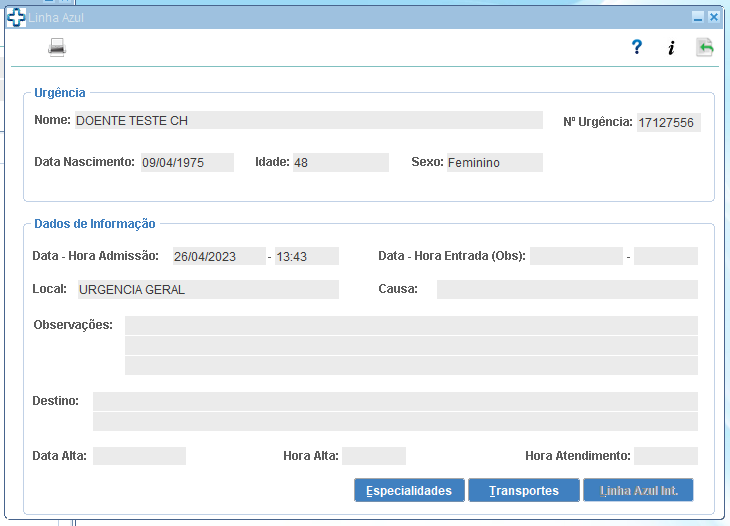 Linha Azul
? i
Urgência
Nome: DOENTE TESTE CH Nº Urgência: 17127556
Data Nascimento: 09/04/1975 Idade: 48 Sexo: Feminino
Dados de Informação
Data - Hora Admissão: 26/04/2023 - 13:43 Data - Hora Entrada (Obs): -
Local: URGENCIA GERAL Causa:
Observações:
Destino:
Data Alta: Hora Alta: Hora Atendimento:
Especialidades Transportes Linha Azul Int.